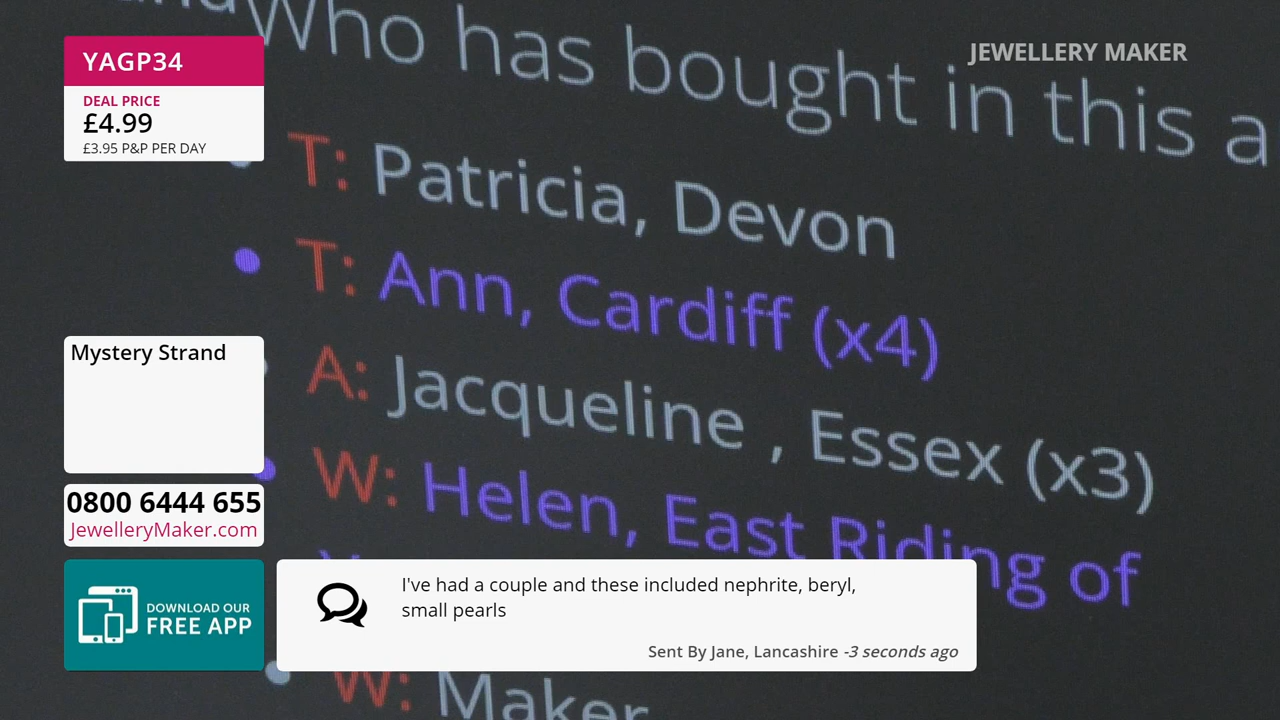 Who has bought in this a
YAGP34
JEWELLERY MAKER
DEAL PRICE
£4.99
£3.95 P&P PER DAY
T: Patricia, Devon
T: Ann, Cardiff (x4)
Mystery Strand
A: Jacqueline , Essex (x3)
W: Helen, East Riding of
0800 6444 655
JewelleryMaker.com
DOWNLOAD OUR
FREE APP
I've had a couple and these included nephrite, beryl,
small pearls
Sent By Jane, Lancashire -3 seconds ago
W: Maker